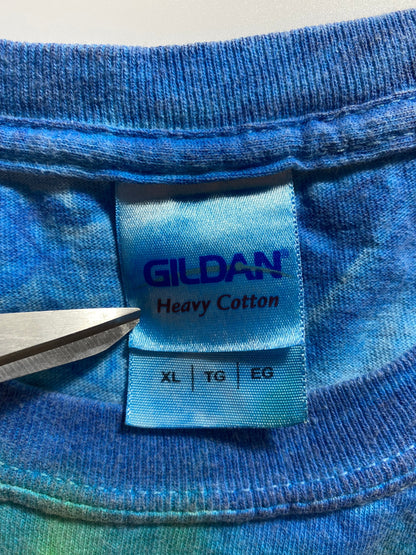 GILDAN®
Heavy Cotton
XL | TG | EG